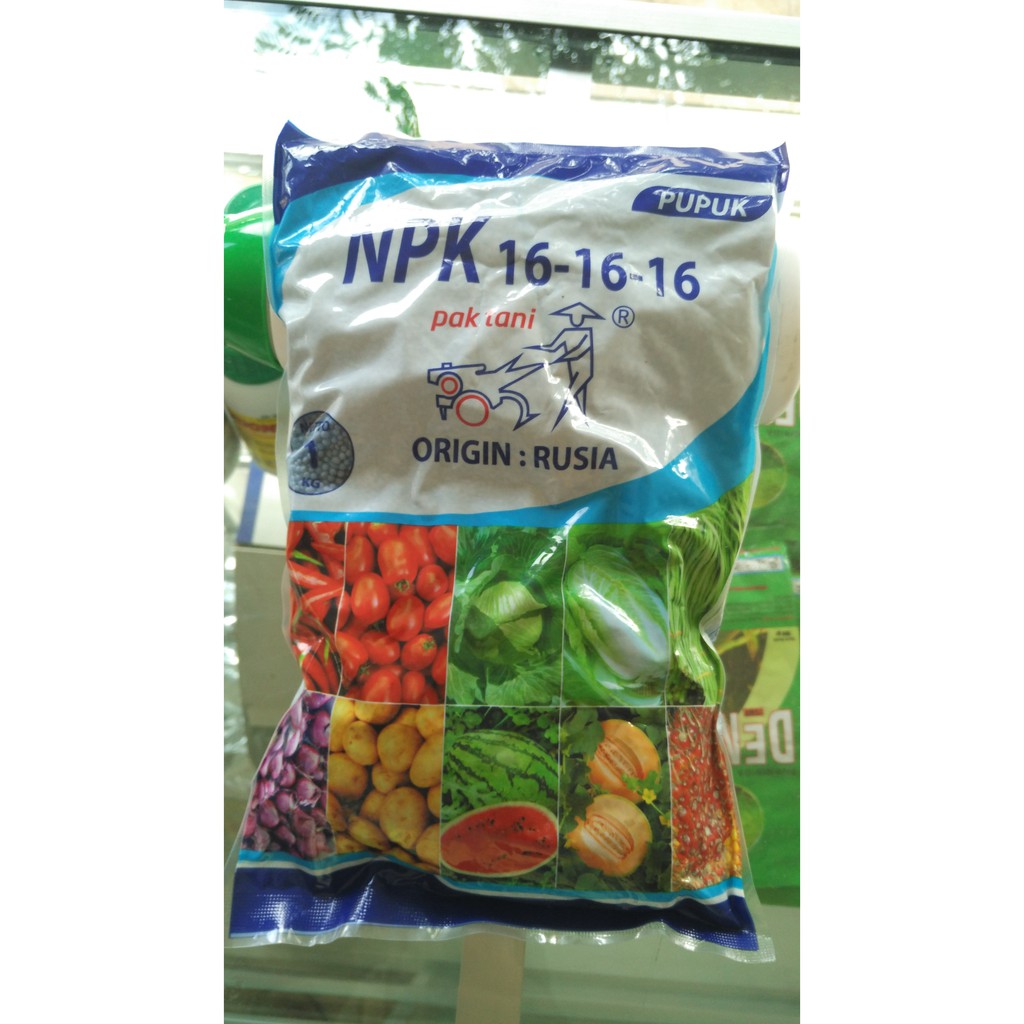 PUPUK
NPK 16-16-16
pak tani ®
ORIGIN : RUSIA
1
KG